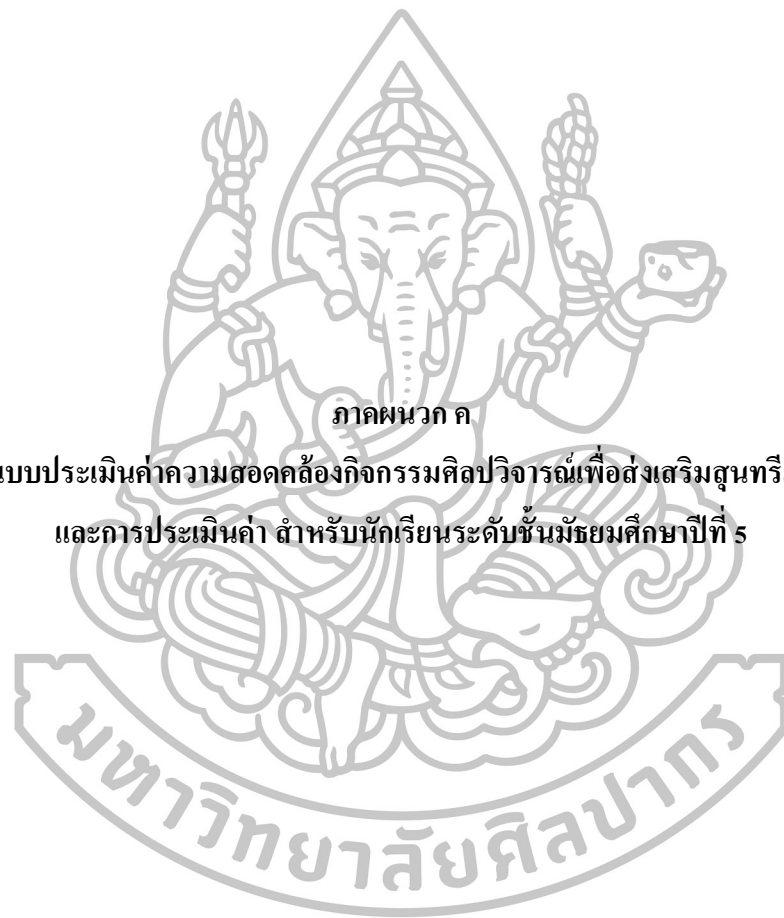 ภาคผนวก ค
แบบประเมินค่าความสอดคล้องกิจกรรมศิลปวิจารณ์เพื่อส่งเสริมสุนทรี
และการประเมินค่า สำหรับนักเรียนระดับชั้นมัธยมศึกษาปีที่ 5
มหาวิทยาลัยศิลปากร